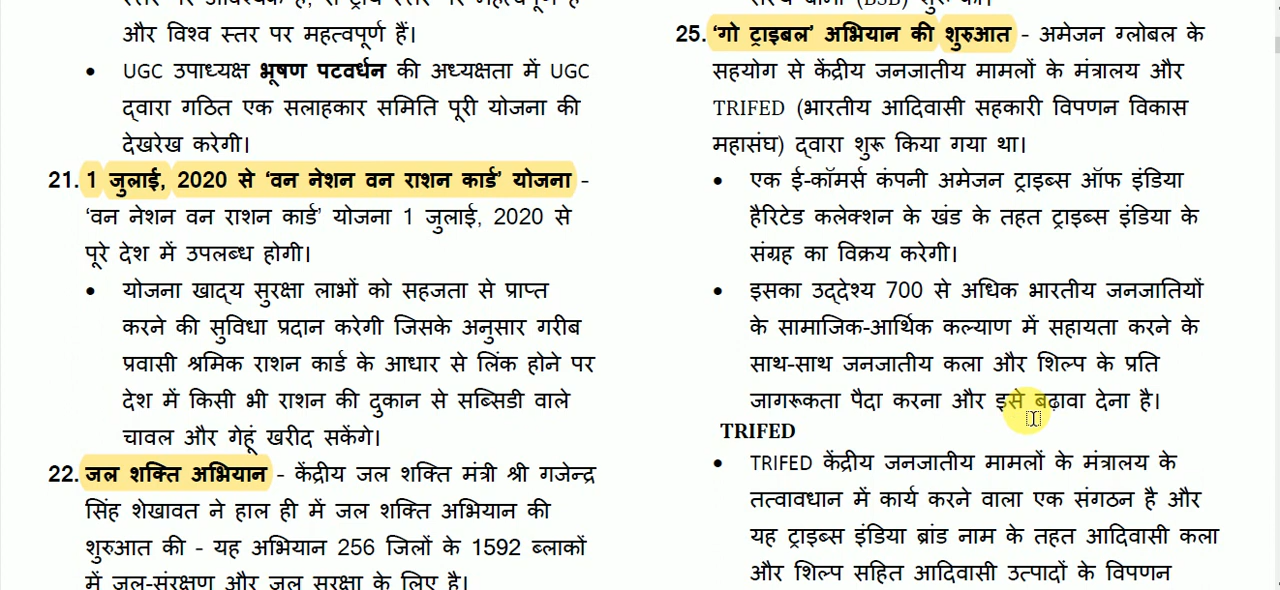 और विश्व स्तर पर महत्वपूर्ण हैं।
• UGC उपाध्यक्ष भूषण पटवर्धन की अध्यक्षता में UGC
द्वारा गठित एक सलाहकार समिति पूरी योजना की
देखरेख करेगी।
21. 1 जुलाई, 2020 से ‘वन नेशन वन राशन कार्ड’ योजना -
‘वन नेशन वन राशन कार्ड’ योजना 1 जुलाई, 2020 से
पूरे देश में उपलब्ध होगी।
• योजना खाद्य सुरक्षा लाभों को सहजता से प्राप्त
करने की सुविधा प्रदान करेगी जिसके अनुसार गरीब
प्रवासी श्रमिक राशन कार्ड के आधार से लिंक होने पर
देश में किसी भी राशन की दुकान से सब्सिडी वाले
चावल और गेहूं खरीद सकेंगे।
22. जल शक्ति अभियान - केंद्रीय जल शक्ति मंत्री श्री गजेन्द्र
सिंह शेखावत ने हाल ही में जल शक्ति अभियान की
शुरुआत की - यह अभियान 256 जिलों के 1592 ब्लाकों
में जल-संरक्षण और जल सुरक्षा के लिए है।
25. ‘गो ट्राइबल’ अभियान की शुरुआत - अमेजन ग्लोबल के
सहयोग से केंद्रीय जनजातीय मामलों के मंत्रालय और
TRIFED (भारतीय आदिवासी सहकारी विपणन विकास
महासंघ) द्वारा शुरू किया गया था।
• एक ई-कॉमर्स कंपनी अमेजन ट्राइब्स ऑफ इंडिया
हैरिटेड कलेक्शन के खंड के तहत ट्राइब्स इंडिया के
संग्रह का विक्रय करेगी।
• इसका उद्देश्य 700 से अधिक भारतीय जनजातियों
के सामाजिक-आर्थिक कल्याण में सहायता करने के
साथ-साथ जनजातीय कला और शिल्प के प्रति
जागरूकता पैदा करना और इसे बढ़ावा देना है।
TRIFED
• TRIFED केंद्रीय जनजातीय मामलों के मंत्रालय के
तत्वावधान में कार्य करने वाला एक संगठन है और
यह ट्राइब्स इंडिया ब्रांड नाम के तहत आदिवासी कला
और शिल्प सहित आदिवासी उत्पादों के विपणन